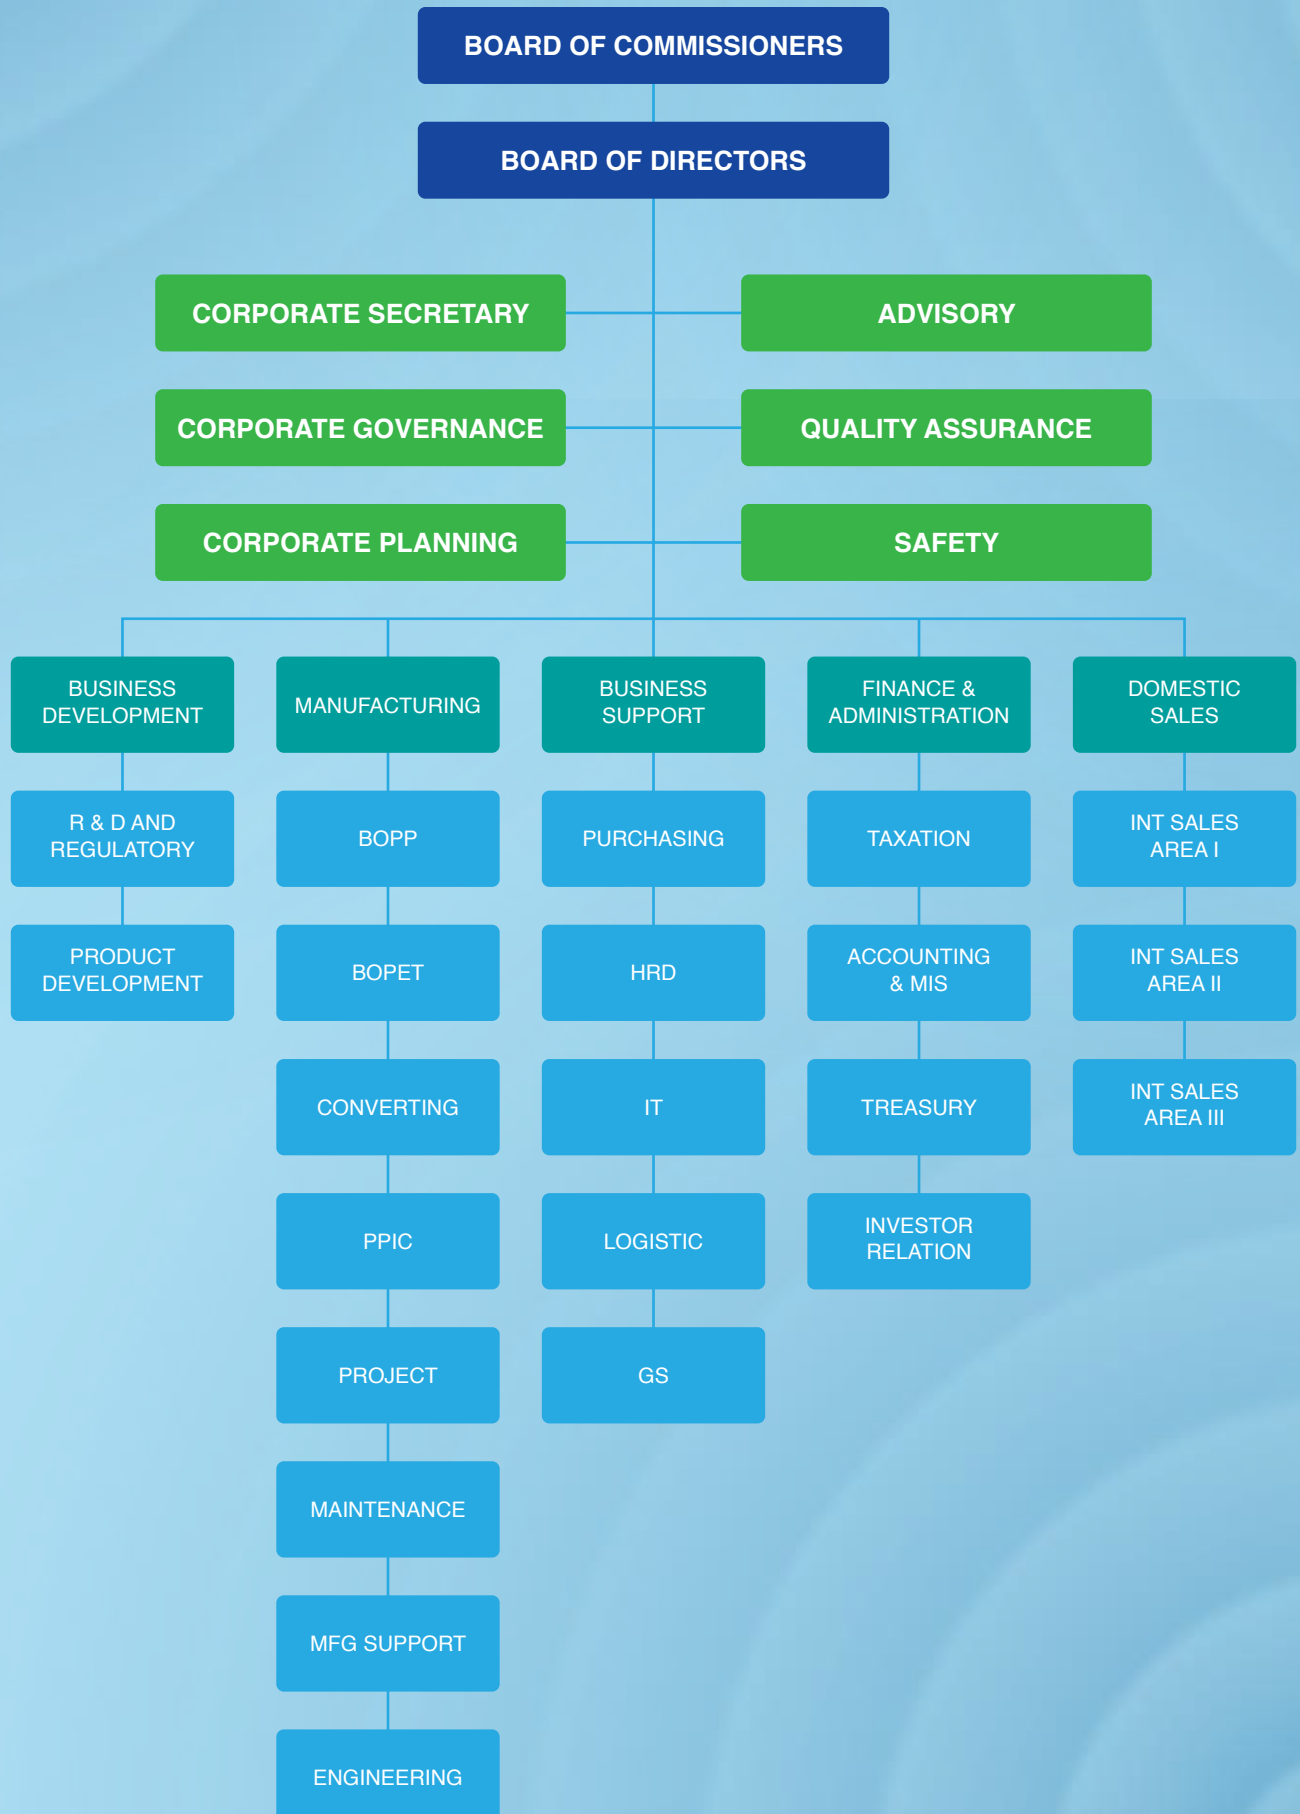 BOARD OF COMMISSIONERS
BOARD OF DIRECTORS
CORPORATE SECRETARY
ADVISORY
CORPORATE GOVERNANCE
QUALITY ASSURANCE
CORPORATE PLANNING
SAFETY
BUSINESS
DEVELOPMENT
MANUFACTURING
BUSINESS
SUPPORT
FINANCE &
ADMINISTRATION
DOMESTIC
SALES
R & D AND
REGULATORY
BOPP
PURCHASING
TAXATION
INT SALES
AREA I
PRODUCT
DEVELOPMENT
BOPET
HRD
ACCOUNTING
& MIS
INT SALES
AREA II
CONVERTING
IT
TREASURY
INT SALES
AREA III
PPIC
LOGISTIC
INVESTOR
RELATION
PROJECT
GS
MAINTENANCE
MFG SUPPORT
ENGINEERING